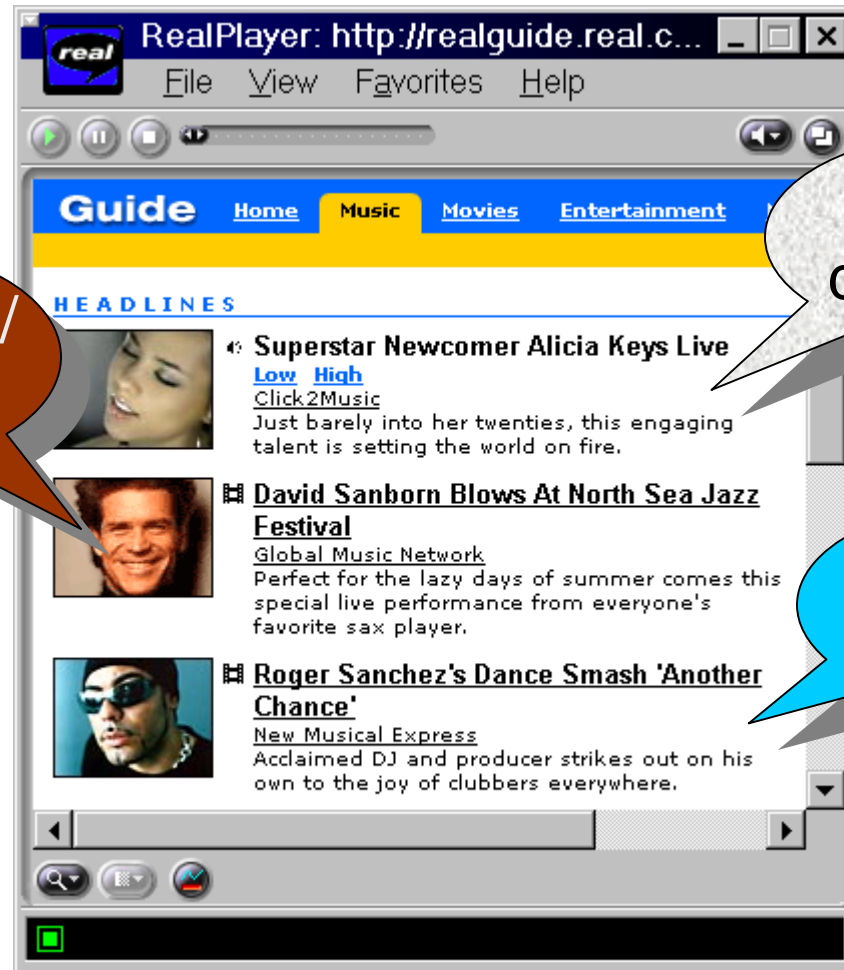 real
RealPlayer: http://realguide.real.c...
File View Favorites Help
Guide Home Music Movies Entertainment
HEADLINES
/
Superstar Newcomer Alicia Keys Live
Low High
Click2Music
Just barely into her twenties, this engaging
talent is setting the world on fire.
David Sanborn Blows At North Sea Jazz
Festival
Global Music Network
Perfect for the lazy days of summer comes this
special live performance from everyone's
favorite sax player.
Roger Sanchez's Dance Smash 'Another
Chance'
New Musical Express
Acclaimed DJ and producer strikes out on his
own to the joy of clubbers everywhere.